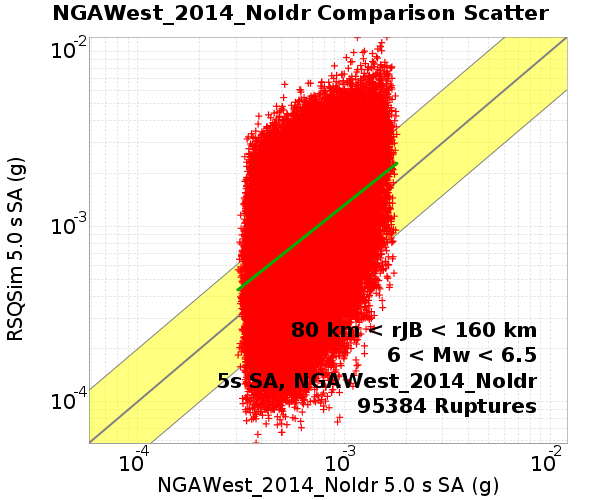 NGAWest_2014_NoIdr Comparison Scatter
10-2
10-3
10-4
RSQSim 5.0 s SA (g)
80 km < rJB < 160 km
6 < Mw < 6.5
5s SA, NGAWest_2014_NoIdr
95384 Ruptures
10-4 10-3 10-2
NGAWest_2014_NoIdr 5.0 s SA (g)